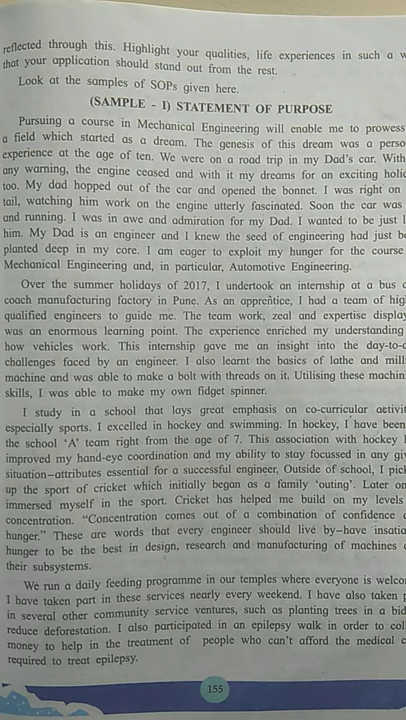 reflected through this. Highlight your qualities, life experiences in such a
that your application should stand out from the rest.
Look at the samples of SOPs given here.
(SAMPLE - I) STATEMENT OF PURPOSE
Pursuing a course in Mechanical Engineering will enable me to prowess
a field which started as a dream. The genesis of this dream was a
experience at the age of ten. We were on a road trip in my Dad's car. With
any warning, the engine ceased and with it my dreams for an exciting
too. My dad hopped out of the car and opened the bonnet. I was right on
tail, watching him work on the engine utterly fascinated. Soon the car was
and running. I was in awe and admiration for my Dad. I wanted to be just
him. My Dad is an engineer and I knew the seed of engineering had just
planted deep in my core. I am eager to exploit my hunger for the course
Mechanical Engineering and, in particular, Automotive Engineering.
Over the summer holidays of 2017, I undertook an internship at a bus
coach manufacturing factory in Pune. As an apprentice, I had a team of
qualified engineers to guide me. The team work, zeal and expertise
was an enormous learning point. The experience enriched my understanding
how vehicles work. This internship gave me an insight into the
challenges faced by an engineer. I also learnt the basics of lathe and
machine and was able to make a bolt with threads on it. Utilising these
skills, I was able to make my own fidget spinner.
I study in a school that lays great emphasis on co-curricular
especially sports. I excelled in hockey and swimming. In hockey, I have been
the school 'A' team right from the age of 7. This association with hockey
improved my hand-eye coordination and my ability to stay focussed in any
situation–attributes essential for a successful engineer, Outside of school, I
up the sport of cricket which initially began as a family 'outing'. Later on
immersed myself in the sport. Cricket has helped me build on my levels
concentration. "Concentration comes out of a combination of confidence
hunger." These are words that every engineer should live by–have
hunger to be the best in design, research and manufacturing of machines
their subsystems.
We run a daily feeding programme in our temples where everyone is
I have taken part in these services nearly every weekend. I have also taken
in several other community service ventures, such as planting trees in a bid
reduce deforestation. I also participated in an epilepsy walk in order to
money to help in the treatment of people who can't afford the medical
required to treat epilepsy.
155